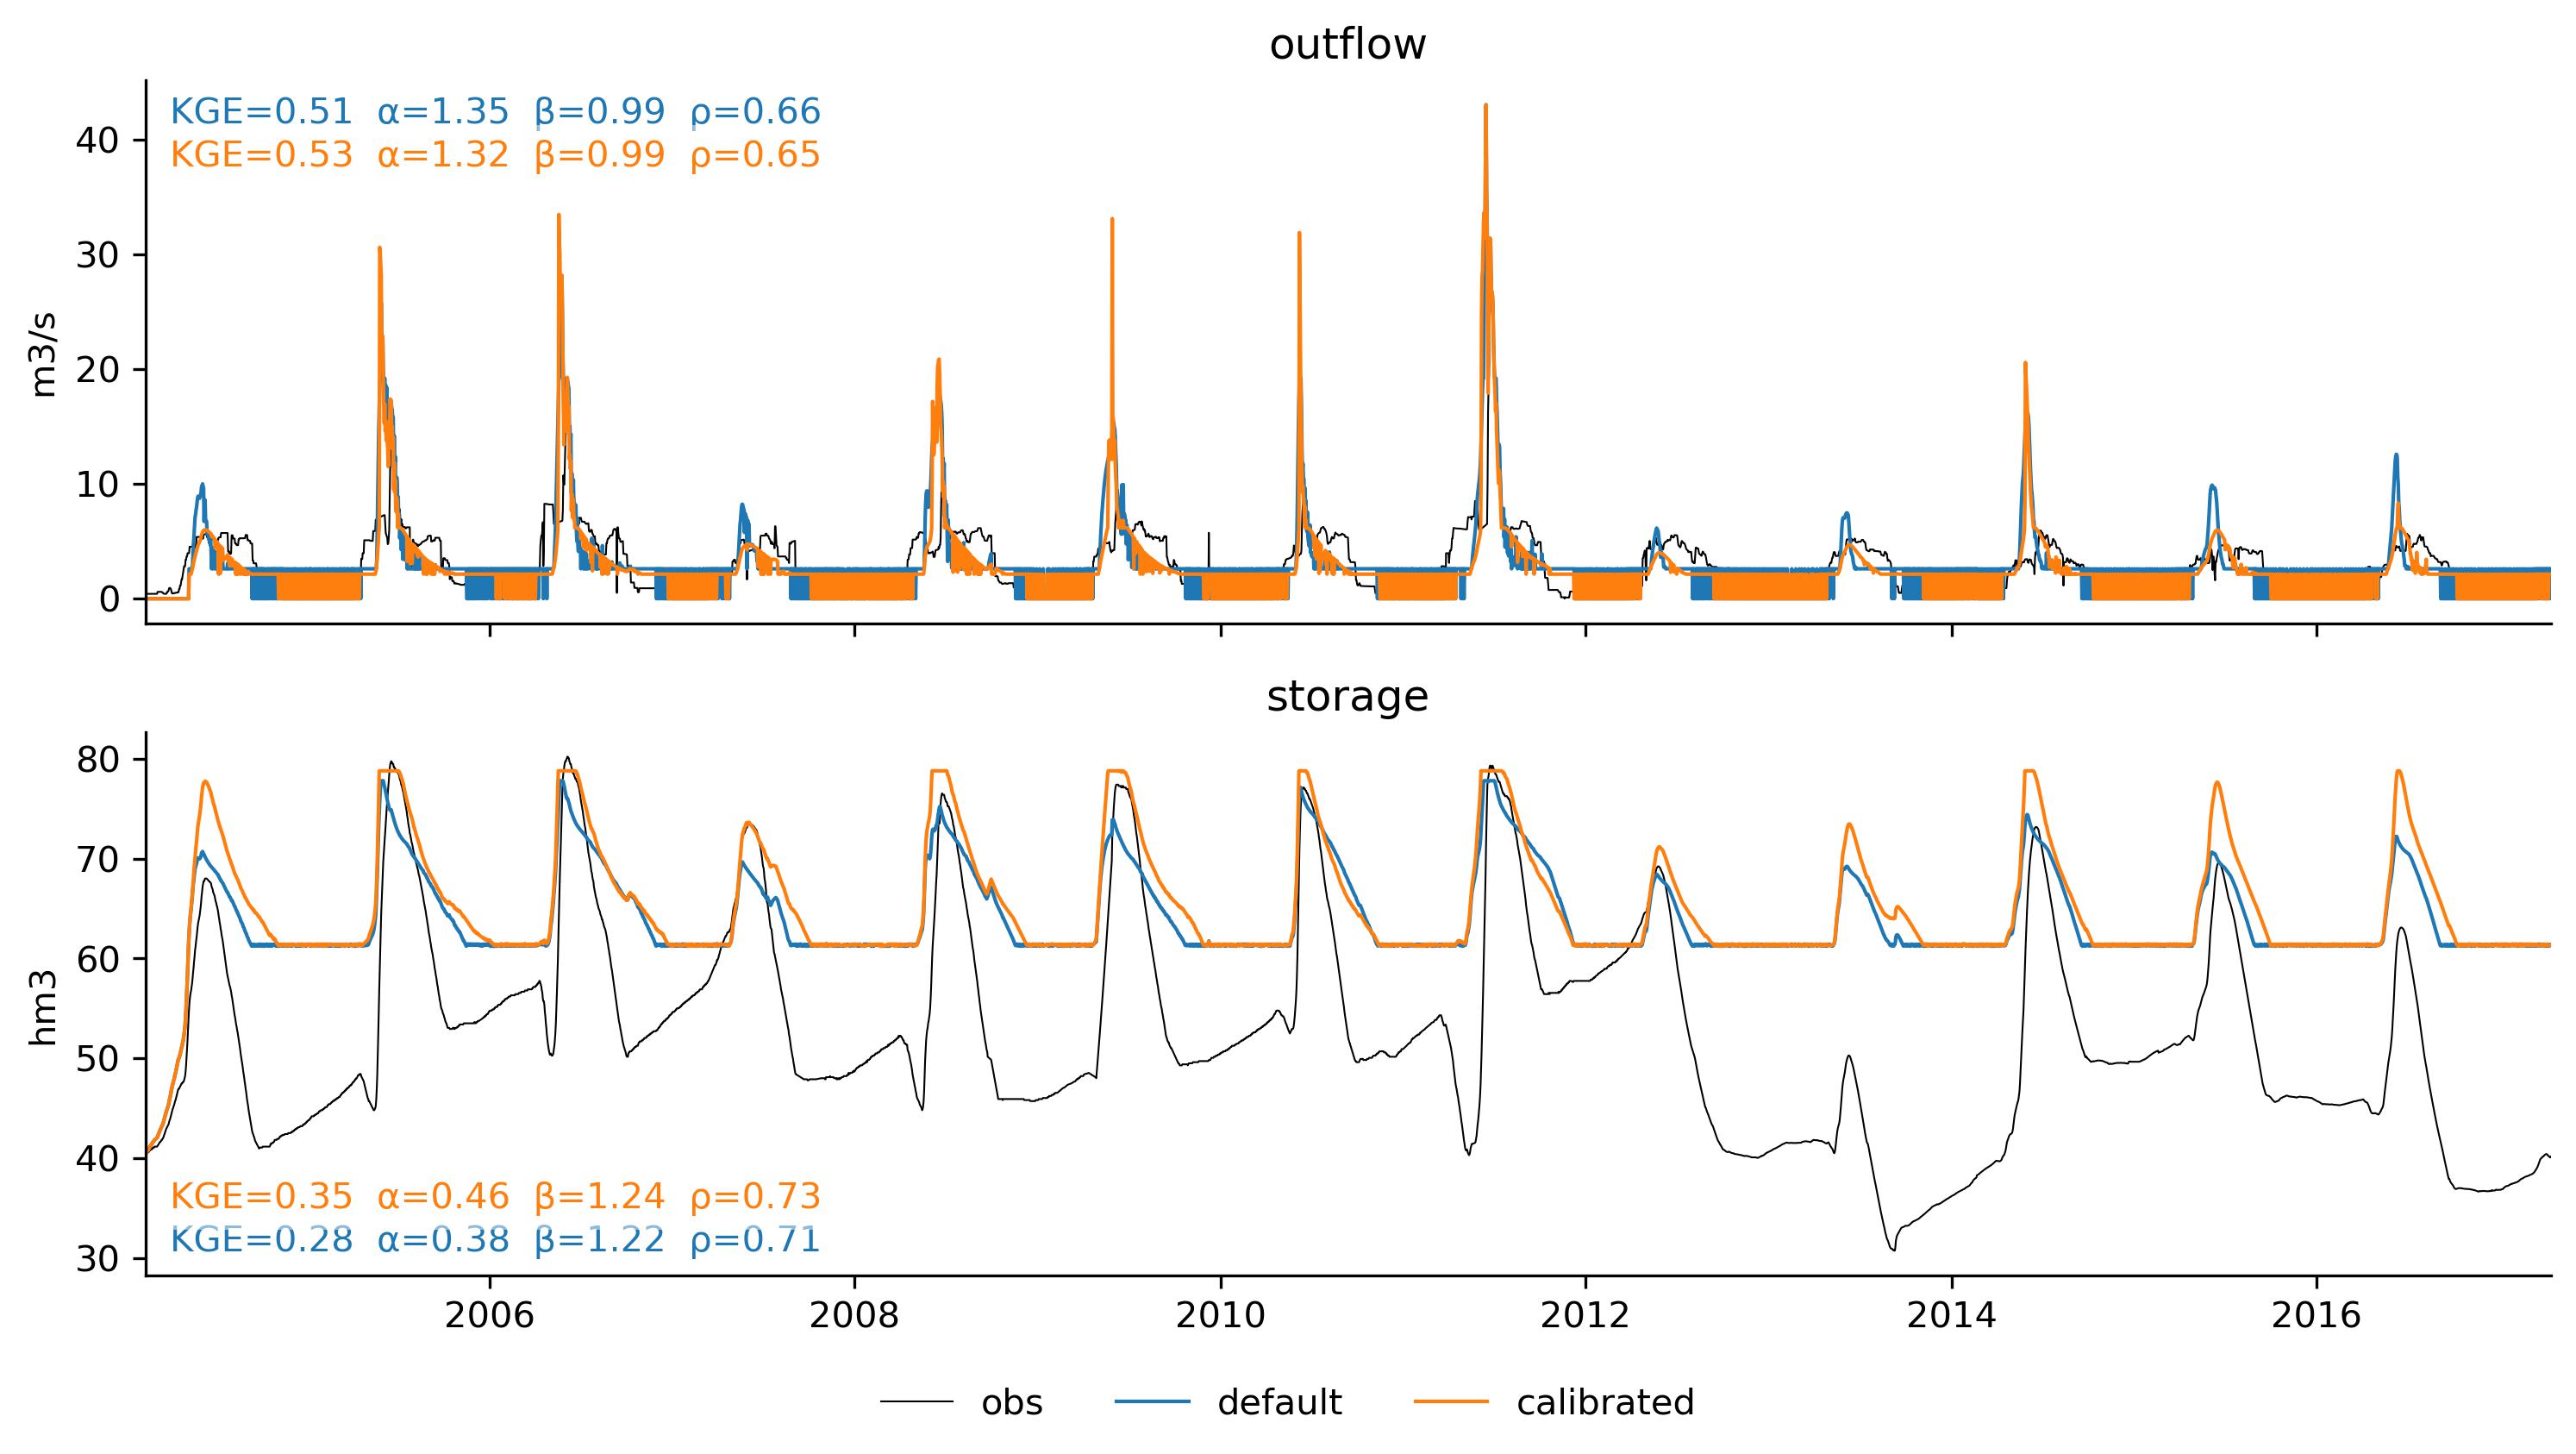 outflow
KGE=0.51 α=1.35 β=0.99 ρ=0.66
KGE=0.53 α=1.32 β=0.99 ρ=0.65
m3/s
40
30
20
10
0
storage
hm3
80
70
60
50
40
30
KGE=0.35 α=0.46 β=1.24 ρ=0.73
KGE=0.28 α=0.38 β=1.22 ρ=0.71
2006 2008 2010 2012 2014 2016
obs default calibrated